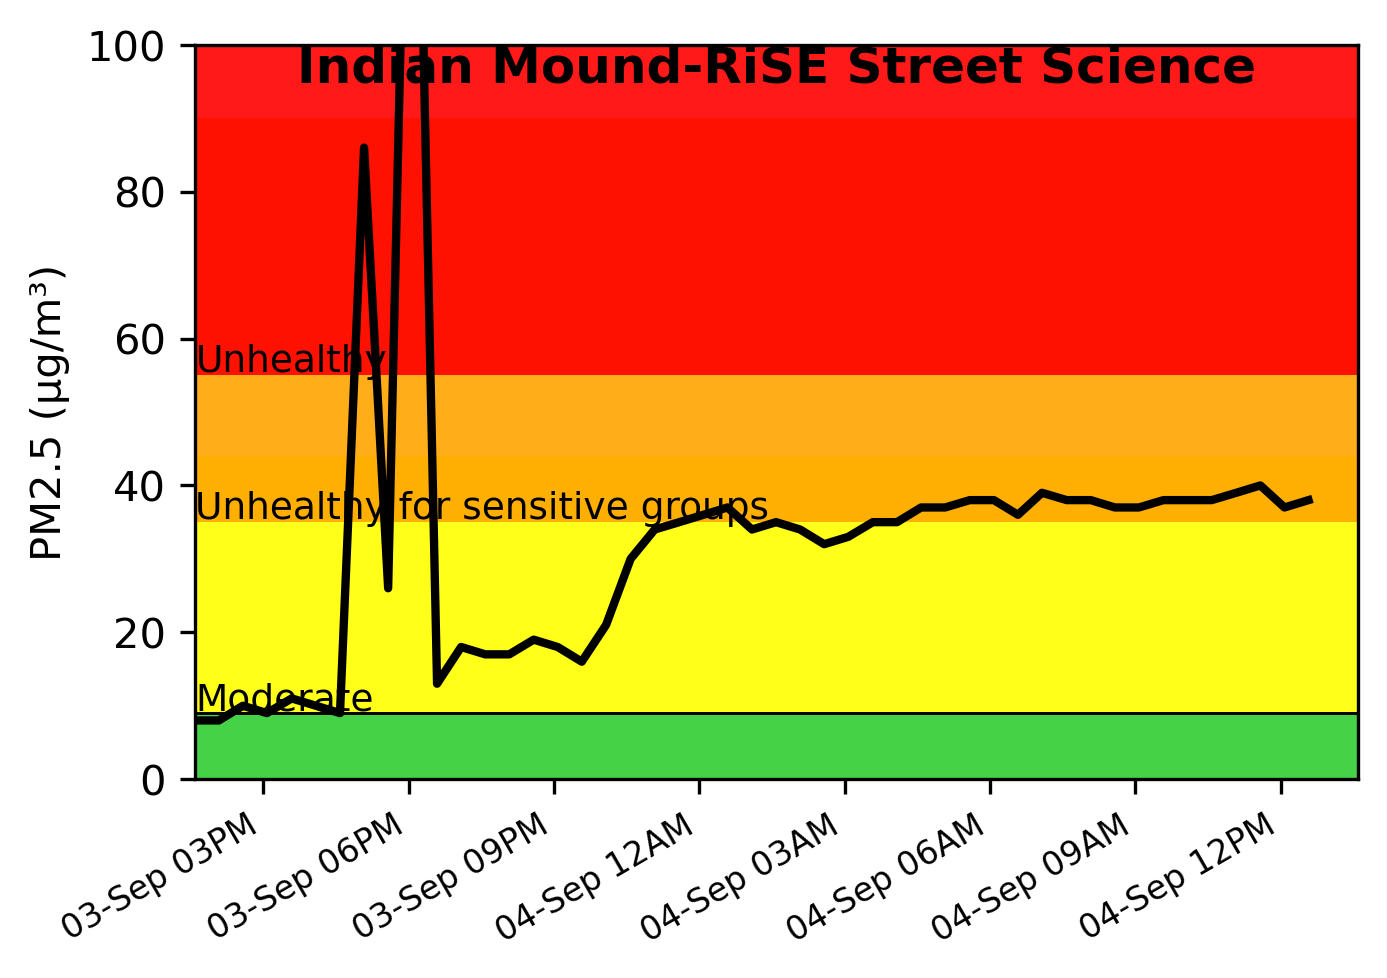 Indian Mound-RiSE Street Science
PM2.5 (µg/m³)
100
80
60
40
20
0
Unhealthy
Unhealthy for sensitive groups
Moderate
03-Sep 03PM
03-Sep 06PM
03-Sep 09PM
04-Sep 12AM
04-Sep 03AM
04-Sep 06AM
04-Sep 09AM
04-Sep 12PM